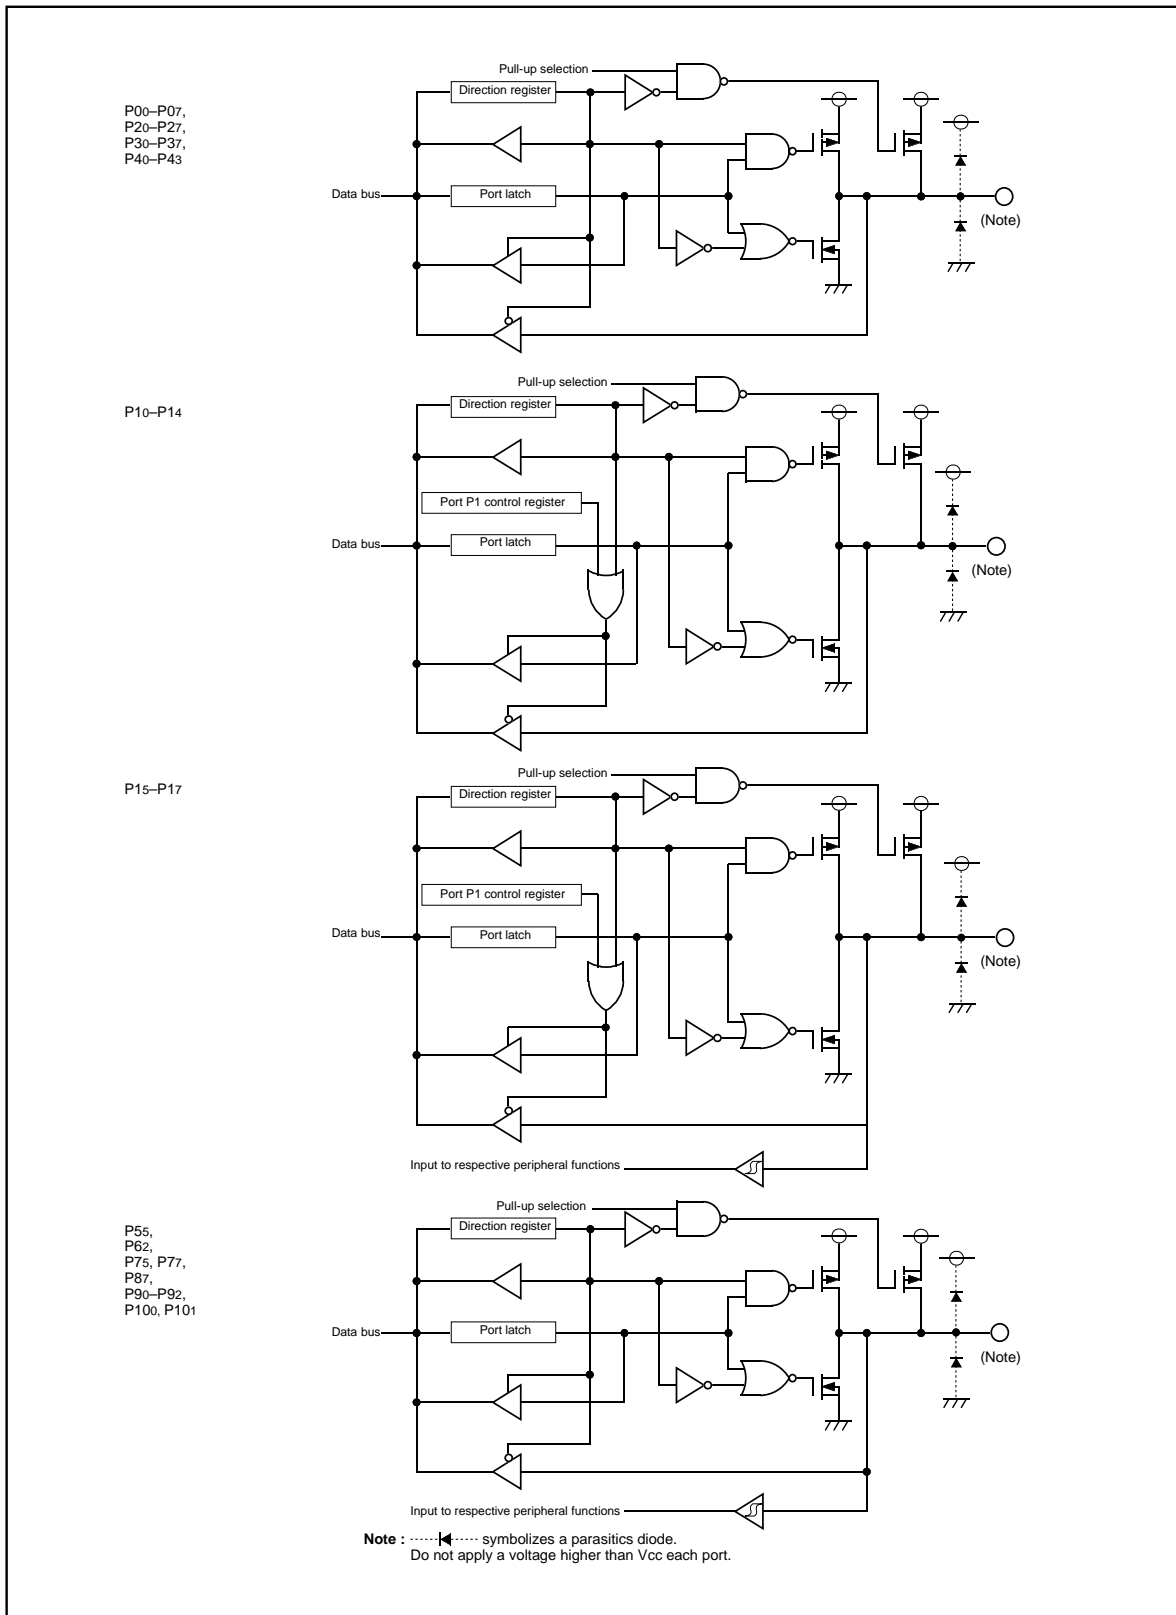 Pull-up selection
Direction register
P00–P07,
P20–P27,
P30–P37,
P40–P43
Data bus
Port latch
(Note)
Pull-up selection
Direction register
P10–P14
Port P1 control register
Data bus
Port latch
(Note)
Pull-up selection
P15–P17
Direction register
Port P1 control register
Data bus
Port latch
(Note)
Input to respective peripheral functions
Pull-up selection
Direction register
P55,
P62,
P75, P77,
P87,
P90–P92,
P100, P101
Data bus
Port latch
(Note)
Input to respective peripheral functions
Note : symbolizes a parasitics diode.
Do not apply a voltage higher than Vcc each port.